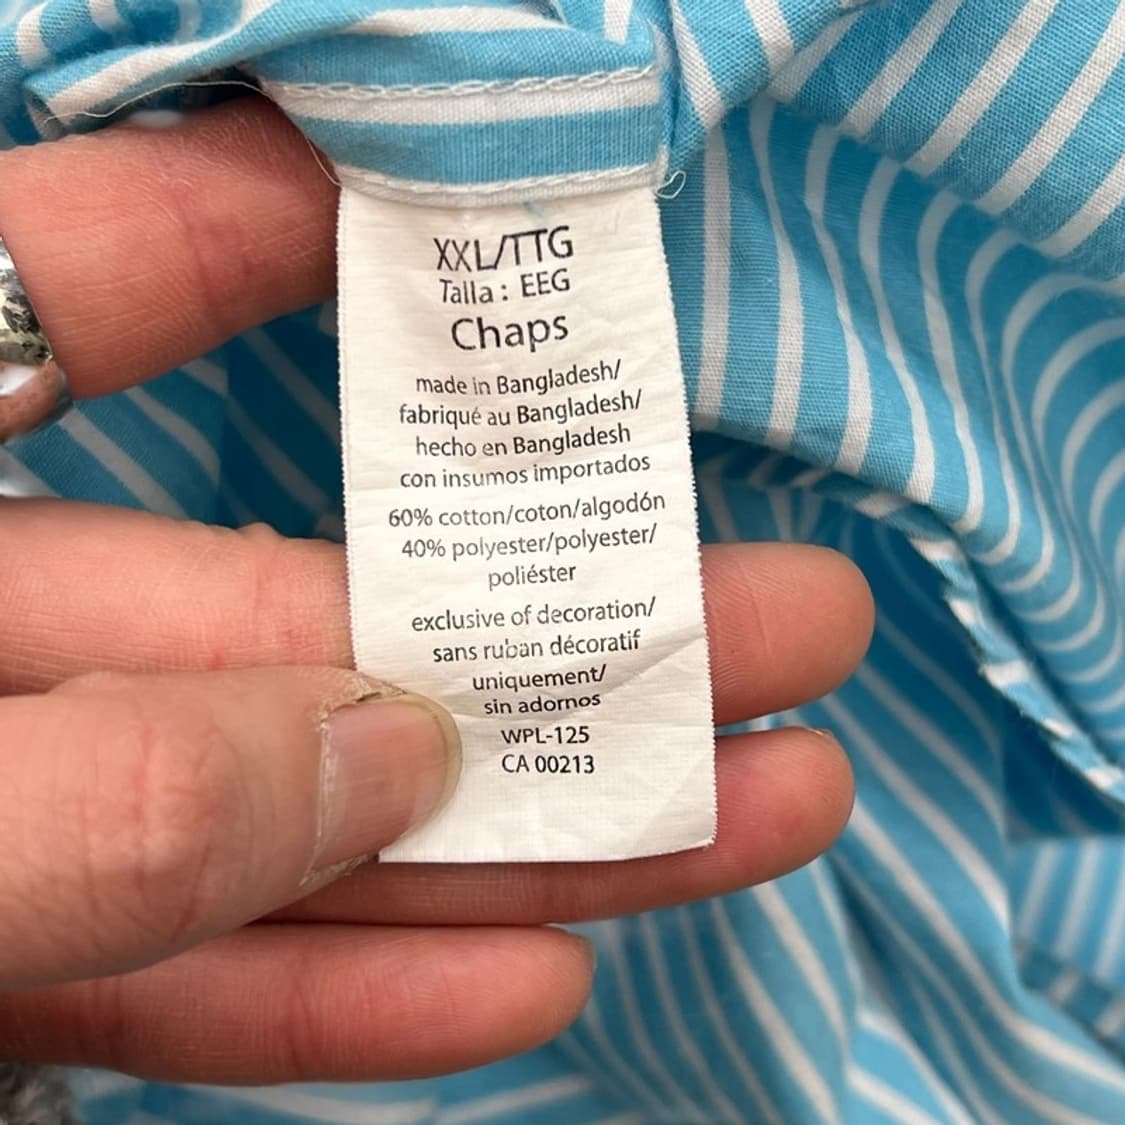 XXL/TTG
Talla : EEG
Chaps
made in Bangladesh/
fabriqué au Bangladesh/
hecho en Bangladesh
con insumos importados
60% cotton/coton/algodón
40% polyester/polyester/
poliéster
exclusive of decoration/
sans ruban décoratif
uniquement/
sin adornos
WPL-125
CA 00213